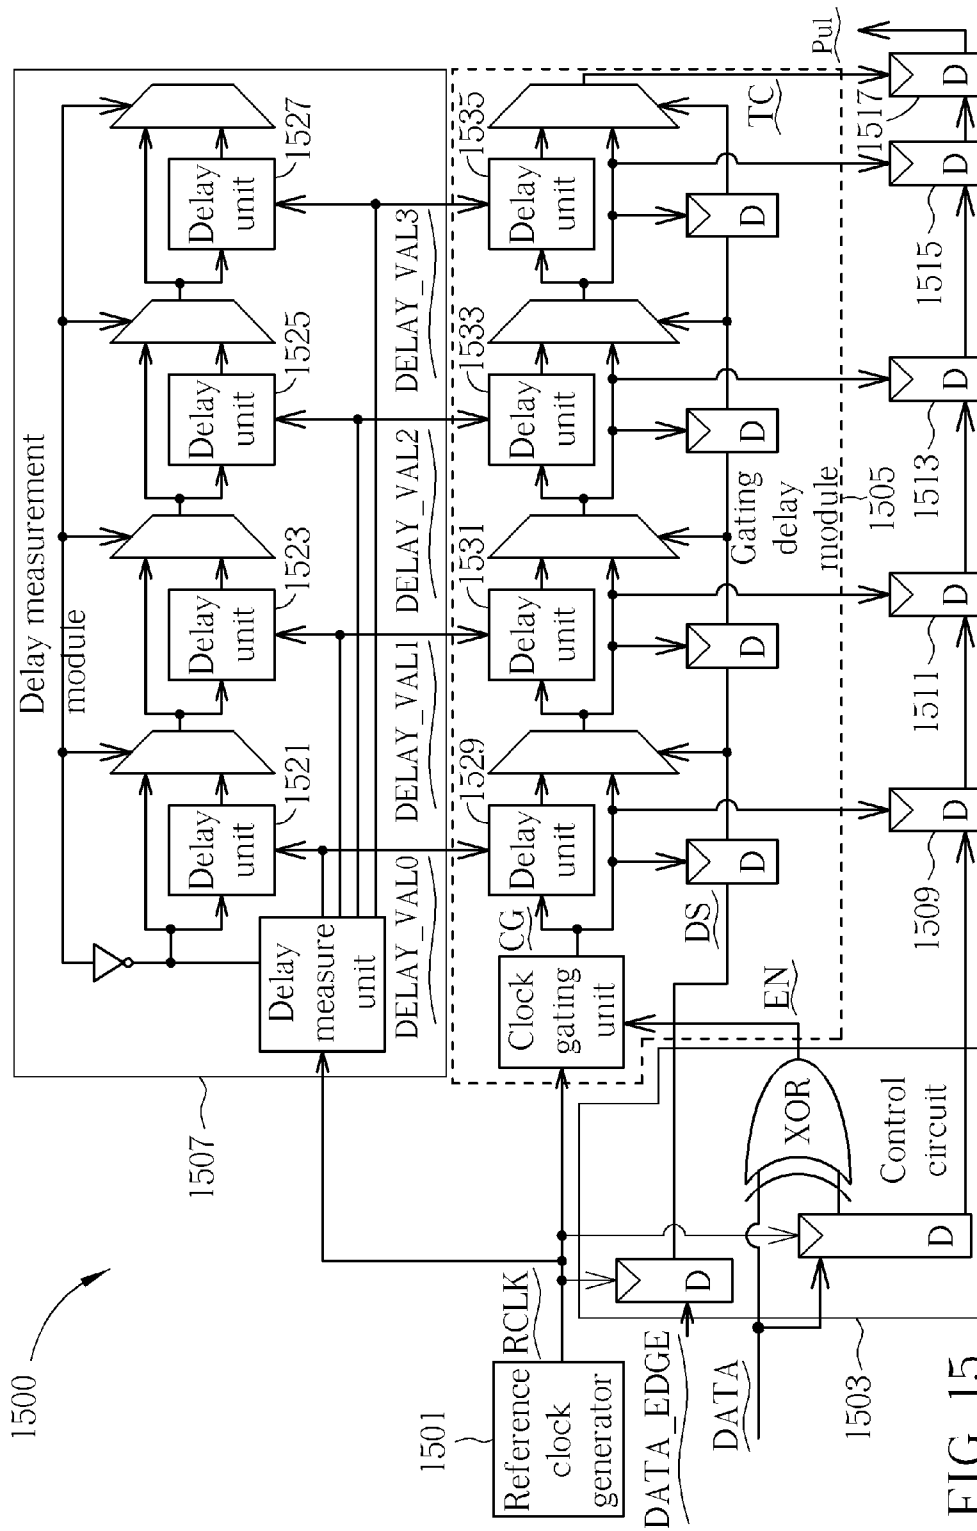 1500
Delay measurement
module
Delay
unit
1521
Delay
unit
1523
Delay
unit
1525
Delay
unit
1527
Delay
measure
unit
1507
DELAY_VAL0
DELAY_VAL1
DELAY_VAL2
DELAY_VAL3
Reference
clock
generator
1501
RCLK
Clock
gating
unit
CG
Delay
unit
1529
Delay
unit
1531
Delay
unit
1533
Delay
unit
1535
D
D
D
D
DS
TC
Gating
delay
module
1505
EN
DATA_EDGE
D
DATA
XOR
Control
circuit
D
1503
D
1509
D
1511
D
1513
D
1515
D
1517
Pul
FIG. 15